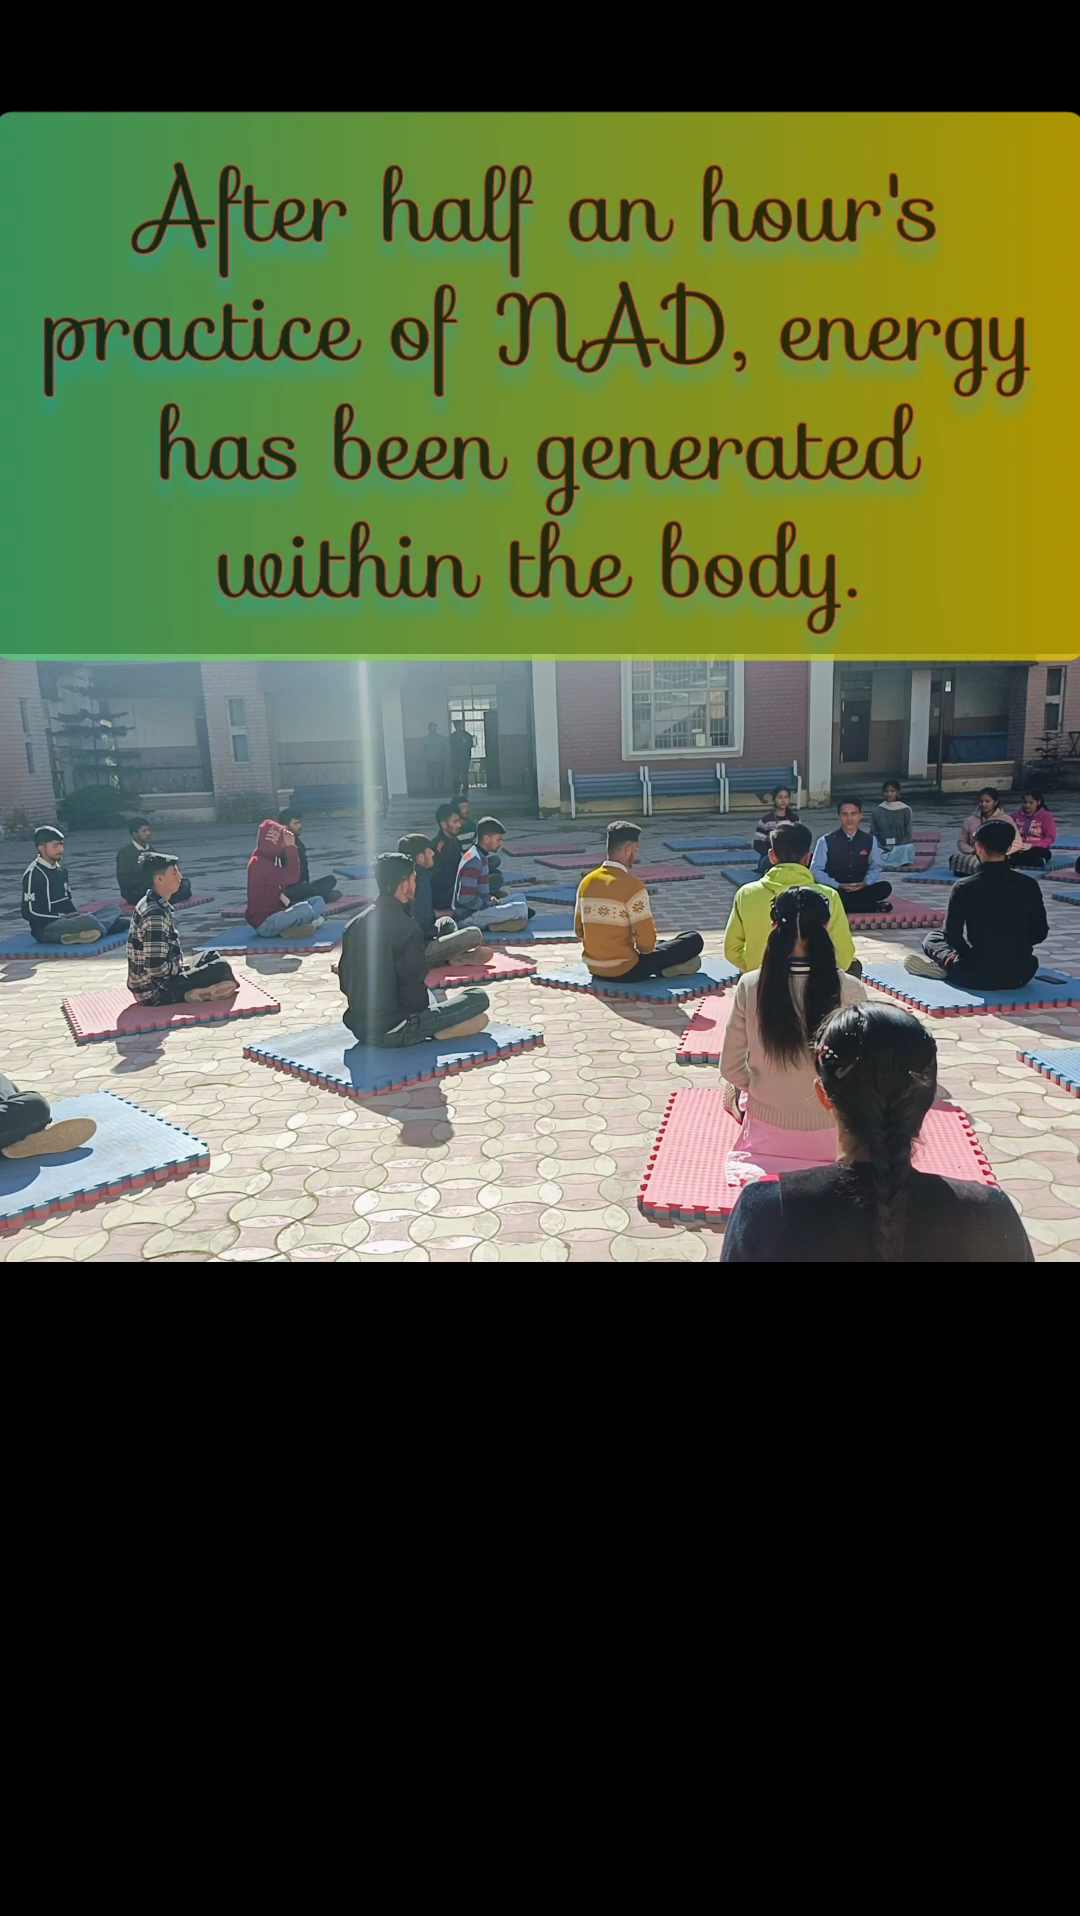 After half an hour's
practice of NAD, energy
has been generated
within the body.